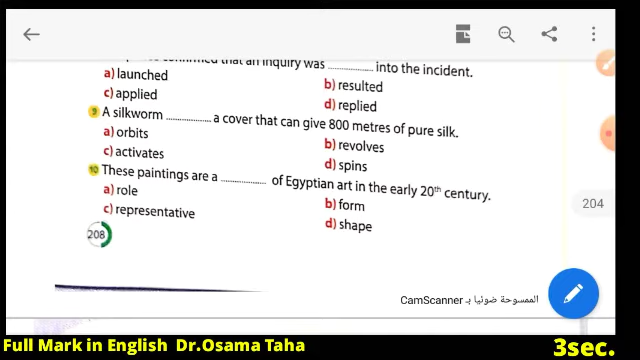 confirmed that an inquiry was ............ into the incident.
a) launched
b) resulted
c) applied
d) replied
9 A silkworm ............ a cover that can give 800 metres of pure silk.
a) orbits
b) revolves
c) activates
d) spins
10 These paintings are a ............ of Egyptian art in the early 20th century.
a) role
b) form
c) representative
d) shape
208
204
الممسوحة ضوئيا بـ CamScanner
Full Mark in English Dr.Osama Taha
3sec.